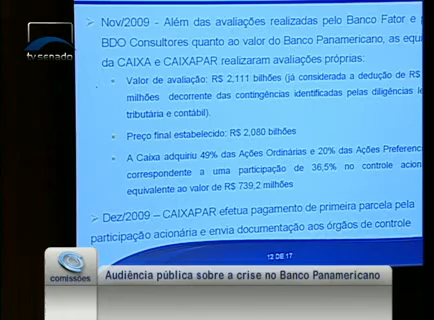 Nov/2009 - Além das avaliações realizadas pelo Banco Fator e p
BDO Consultores quanto ao valor do Banco Panamericano, as equi
da CAIXA e CAIXAPAR realizaram avaliações próprias:
• Valor de avaliação: R$ 2,111 bilhões (já considerada a dedução de R$
milhões decorrente das contingências identificadas pelas diligências le
tributária e contábil).
• Preço final estabelecido: R$ 2,080 bilhões
• A Caixa adquiriu 49% das Ações Ordinárias e 20% das Ações Preferenc
correspondente a uma participação de 36,5% no controle acion
equivalente ao valor de R$ 739,2 milhões
Dez/2009 – CAIXAPAR efetua pagamento de primeira parcela pela
participação acionária e envia documentação aos órgãos de controle
12 DE 17
tv senado
comissões
Audiência pública sobre a crise no Banco Panamericano